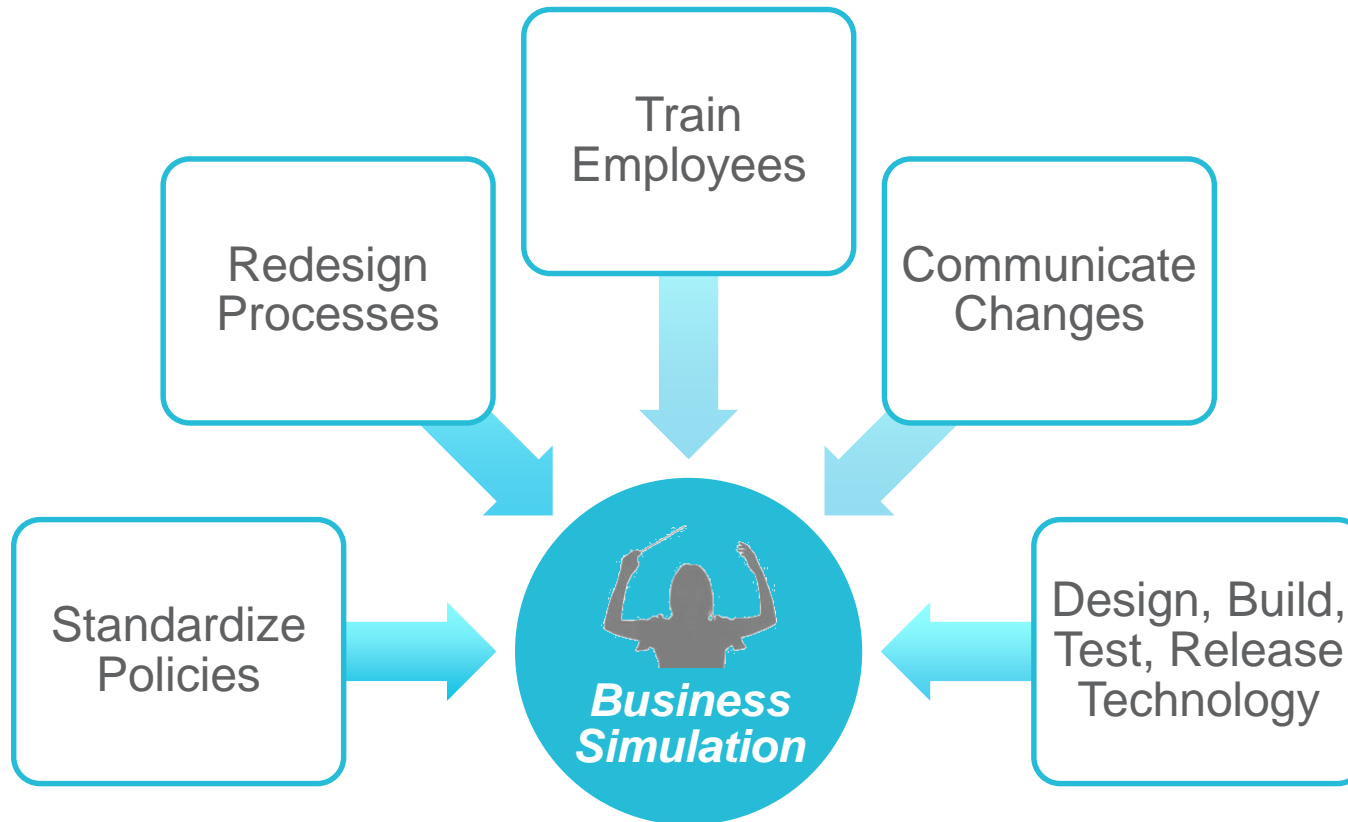 Train
Employees
Redesign
Processes
Communicate
Changes
Standardize
Policies
Design, Build,
Test, Release
Technology
Business
Simulation